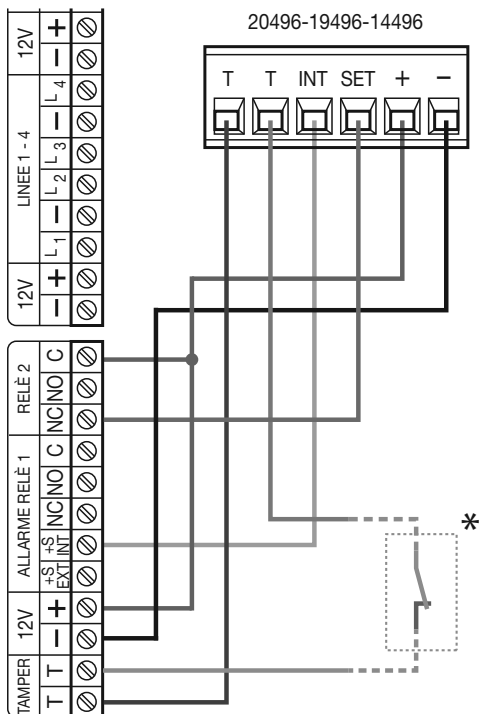 20496-19496-14496
T T INT SET + −
12V + −
LINEE 1 - 4 L4 − L3 L2 − L1
12V + −
RELÈ 2 C NO NC
ALLARME RELÈ 1 C NO NC +S INT +S EXT
12V + −
TAMPER T T
*